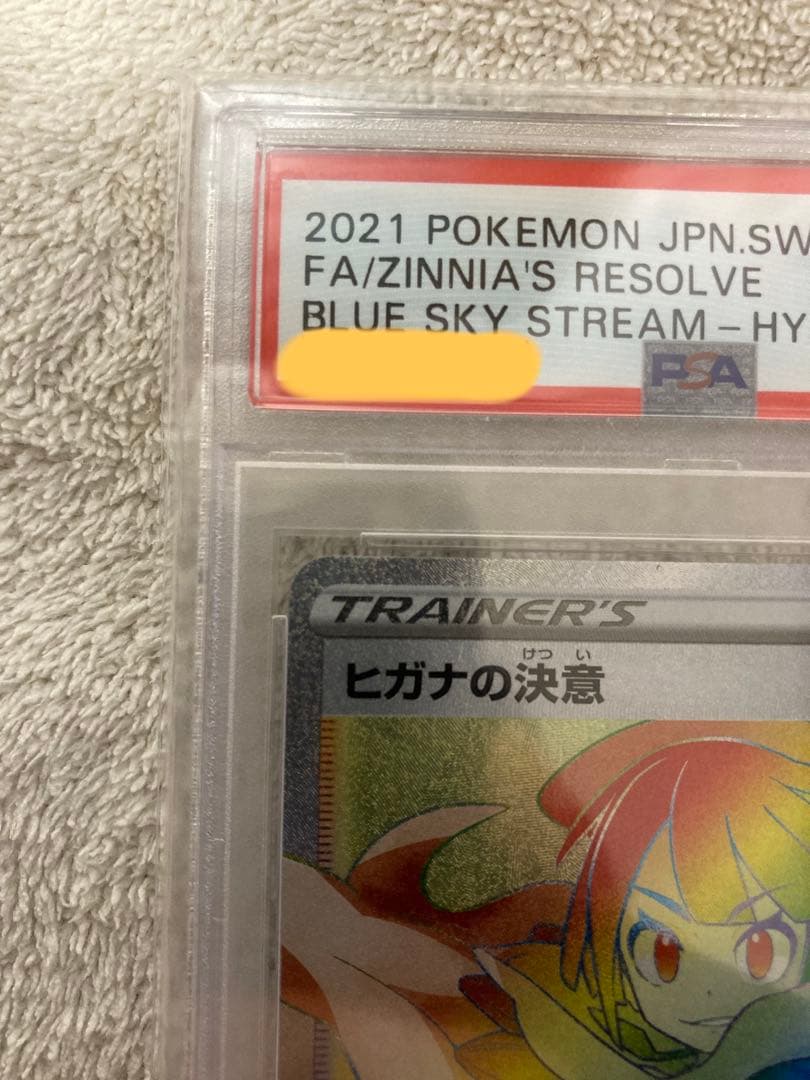 2021 POKEMON JPN.SW
FA/ZINNIA'S RESOLVE
BLUE SKY STREAM-HY
PSA
TRAINER'S
けつ い
ヒガナの決意